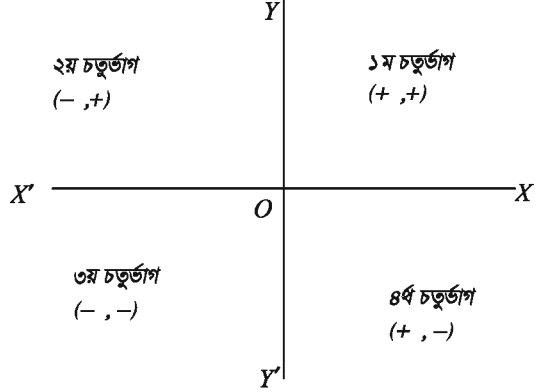 Y
২য় চতুর্ভাগ
(– ,+)
১ম চতুর্ভাগ
(+ ,+)
X′
O
X
৩য় চতুর্ভাগ
(– , –)
৪র্থ চতুর্ভাগ
(+ , –)
Y′